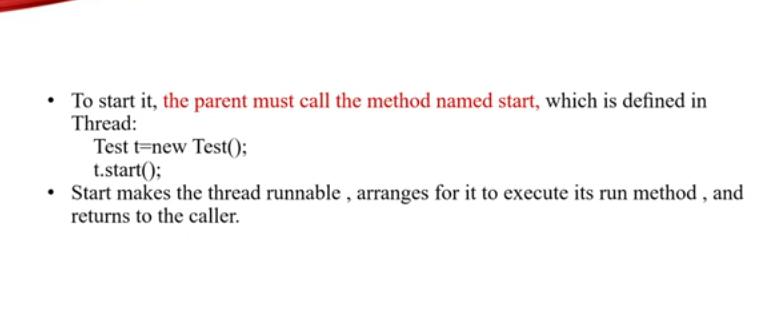 • To start it, the parent must call the method named start, which is defined in
Thread:
Test t=new Test();
t.start();
• Start makes the thread runnable , arranges for it to execute its run method , and
returns to the caller.